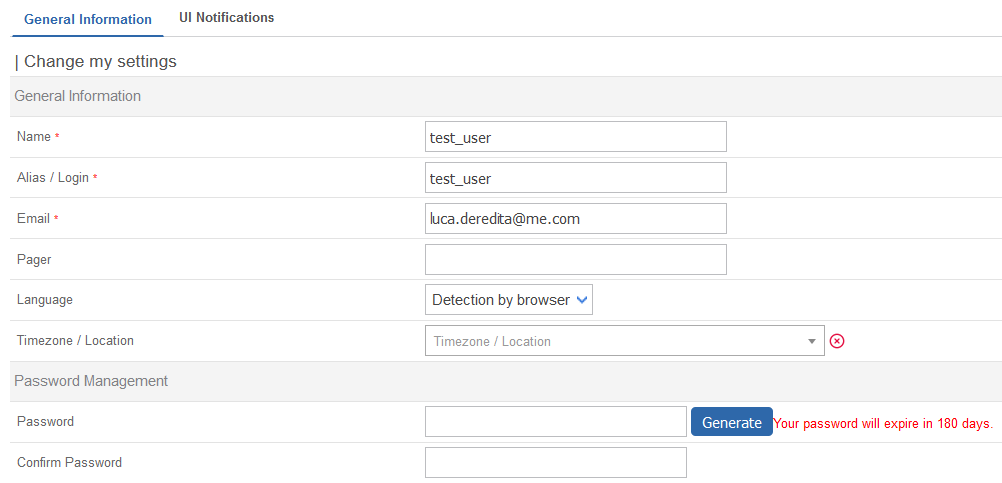 General Information UI Notifications
| Change my settings
General Information
Name * test_user
Alias / Login * test_user
Email * luca.deredita@me.com
Pager
Language Detection by browser
Timezone / Location Timezone / Location
Password Management
Password Generate Your password will expire in 180 days.
Confirm Password